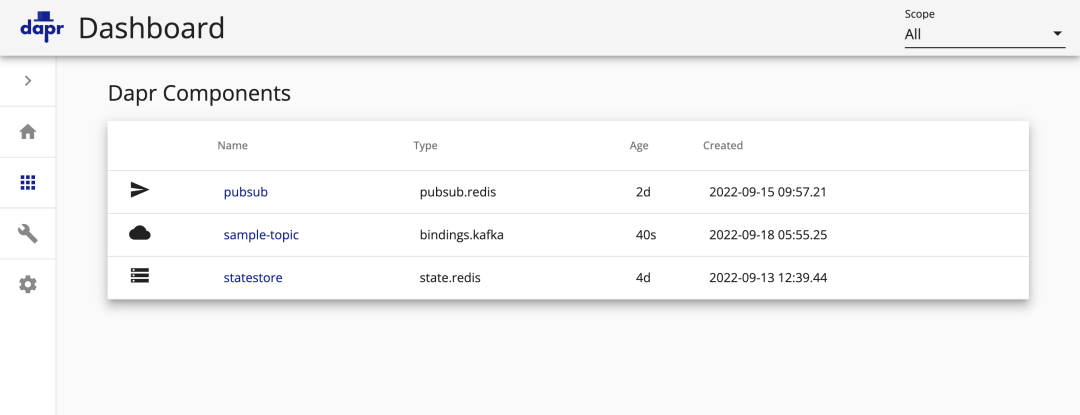 dapr Dashboard
Scope
All
Dapr Components
Name Type Age Created
pubsub pubsub.redis 2d 2022-09-15 09:57.21
sample-topic bindings.kafka 40s 2022-09-18 05:55.25
statestore state.redis 4d 2022-09-13 12:39.44